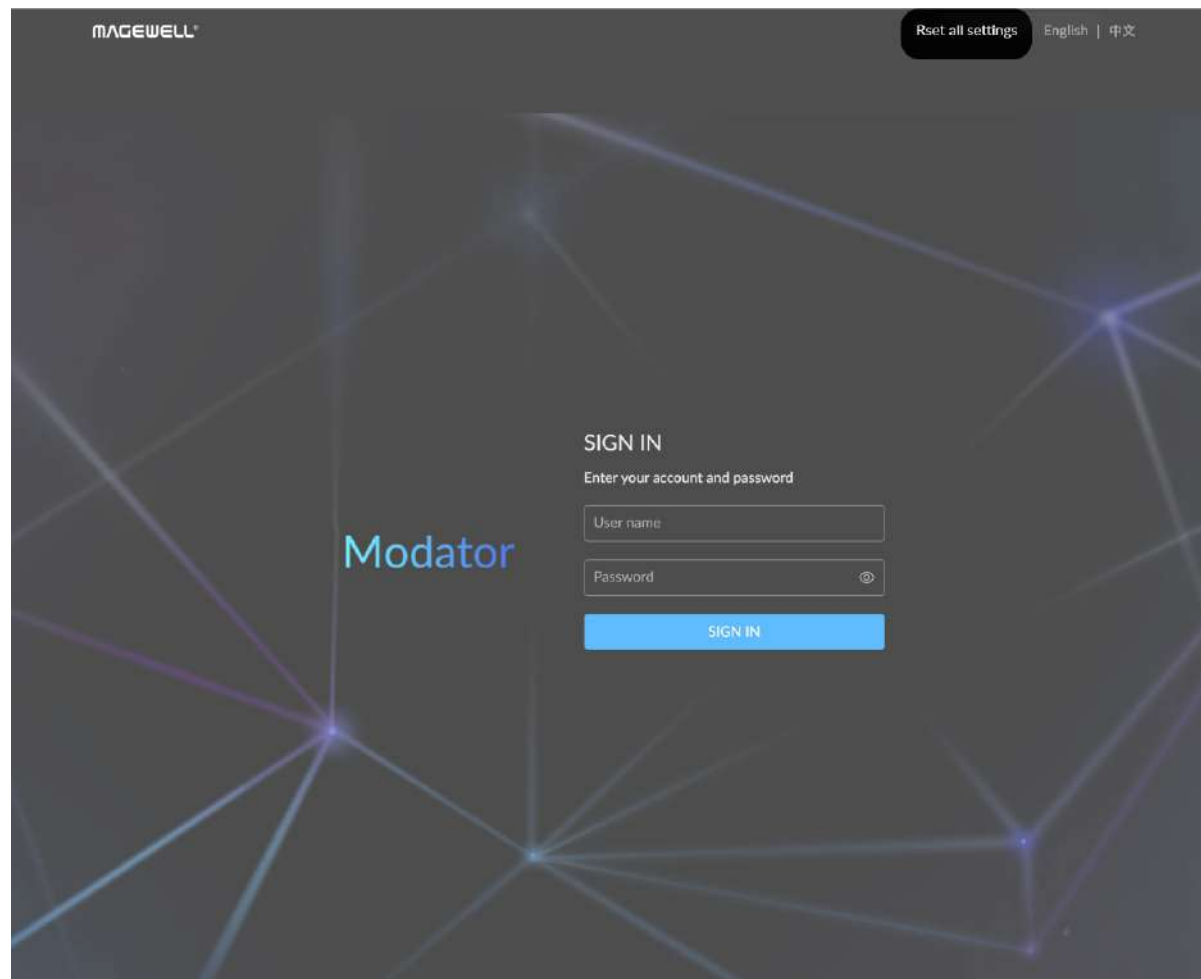 MAGEWELL®
Rset all settings
English | 中文
SIGN IN
Enter your account and password
User name
Modator
Password
SIGN IN